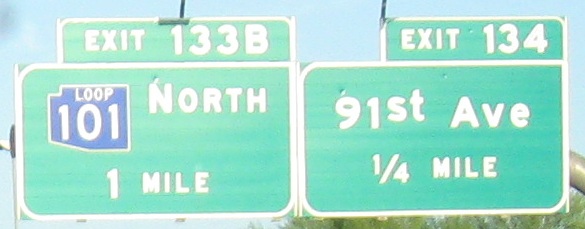 EXIT 133B
LOOP
101 NORTH
1 MILE
EXIT 134
91st Ave
1/4 MILE